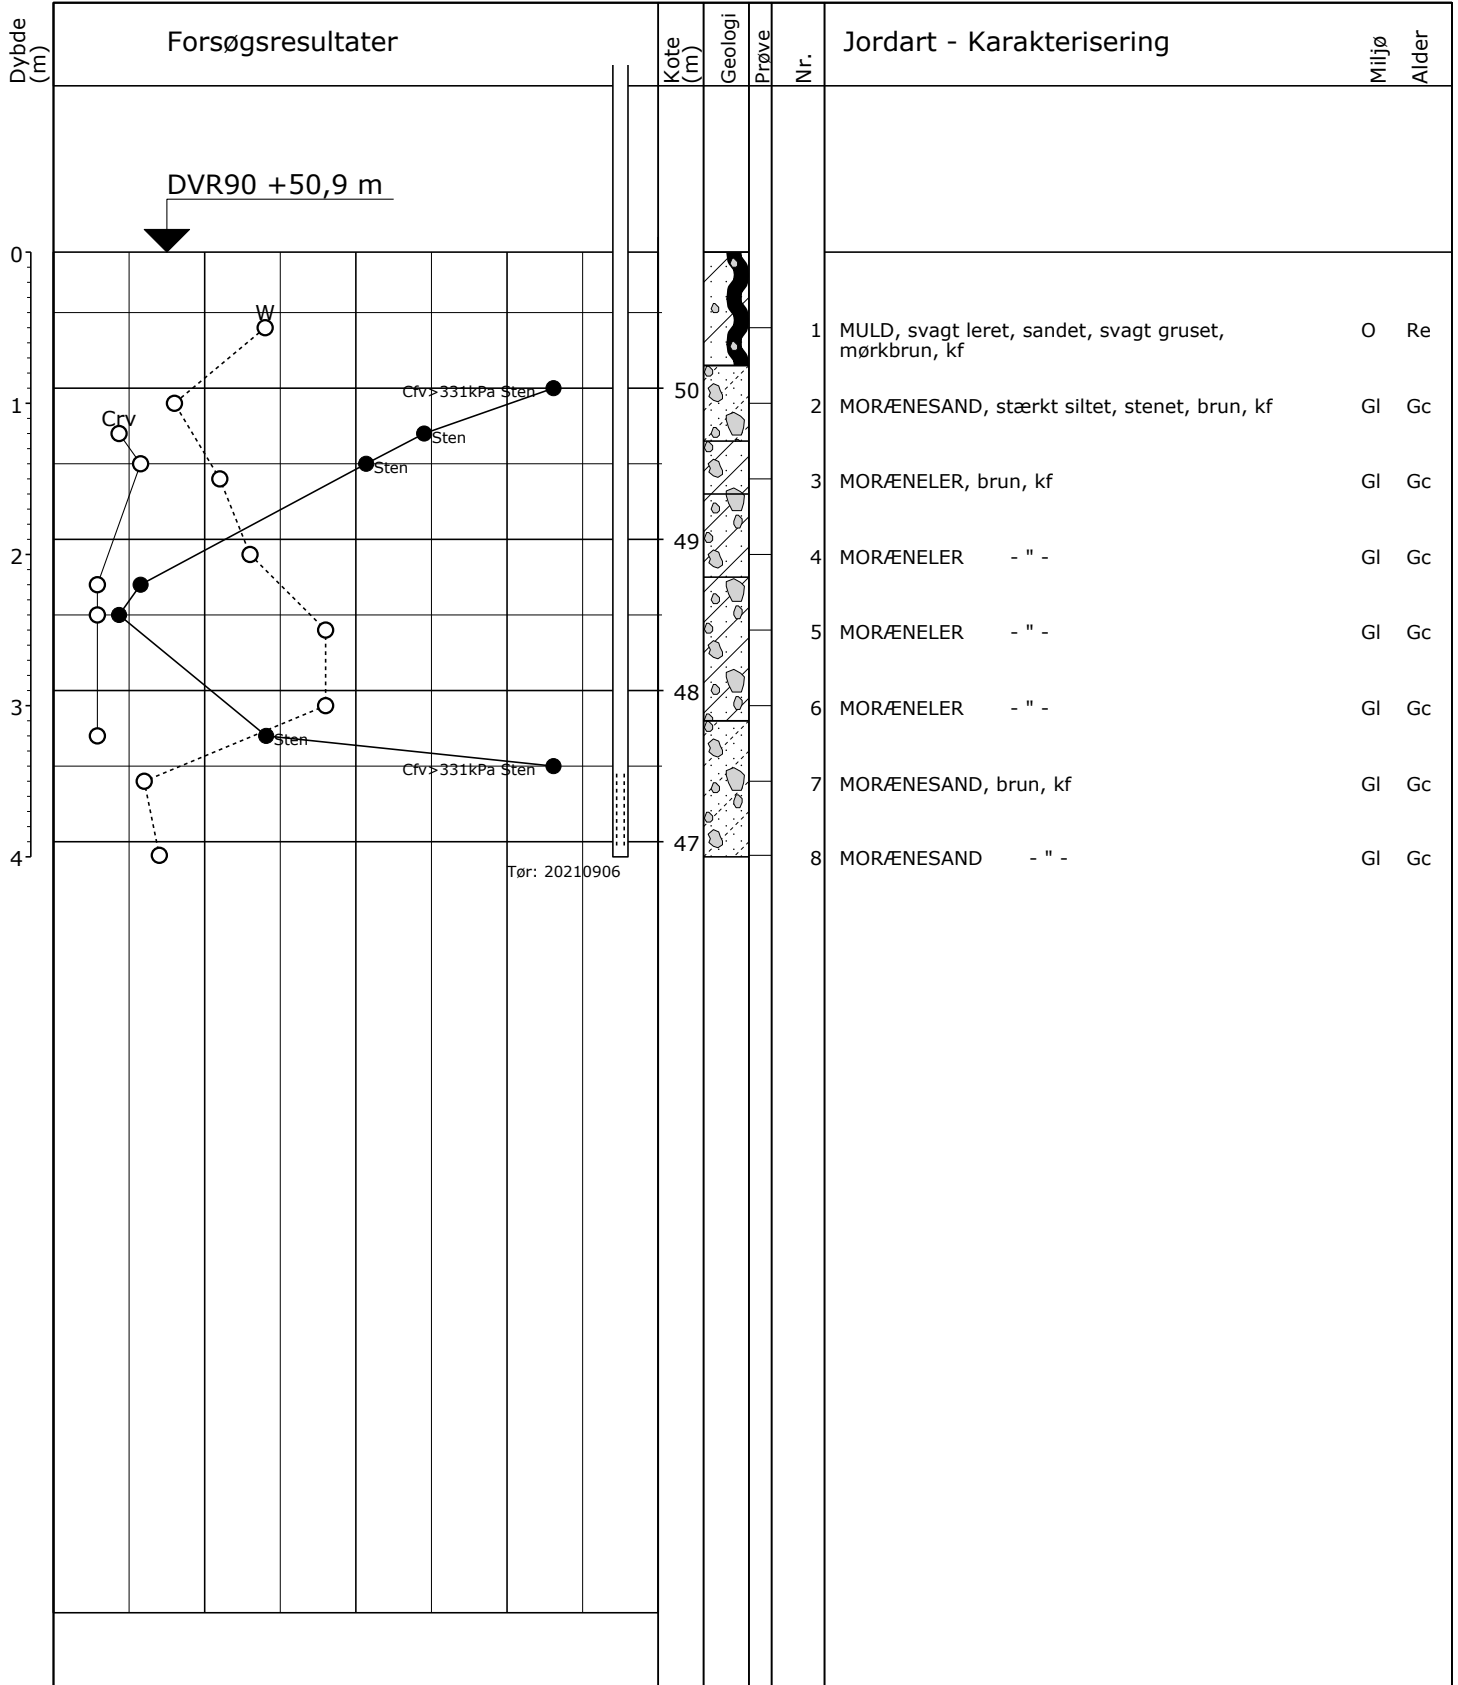 Dybde (m)
Forsøgsresultater
Kote (m)
Geologi
Prøve
Nr.
Jordart - Karakterisering
Miljø
Alder
DVR90 +50,9 m
0
W
1 MULD, svagt leret, sandet, svagt gruset, O Re
mørkbrun, kf
Cfv>331kPa Sten
50
1
2 MORÆNESAND, stærkt siltet, stenet, brun, kf Gl Gc
Crv
Sten
Sten
3 MORÆNELER, brun, kf Gl Gc
49
2
4 MORÆNELER - " - Gl Gc
5 MORÆNELER - " - Gl Gc
48
3
6 MORÆNELER - " - Gl Gc
Sten
Cfv>331kPa Sten
7 MORÆNESAND, brun, kf Gl Gc
47
4
8 MORÆNESAND - " - Gl Gc
Tør: 20210906